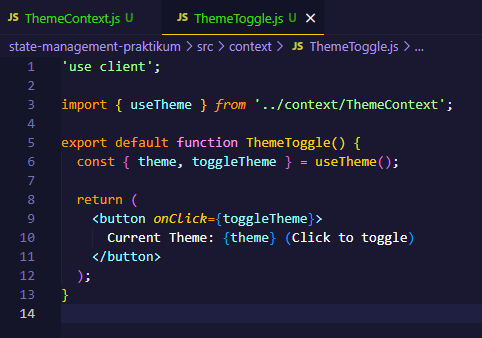 JS ThemeContext.js U
JS ThemeToggle.js U ✕
state-management-praktikum > src > context > JS ThemeToggle.js > ...
1 'use client';
2
3 import { useTheme } from '../context/ThemeContext';
4
5 export default function ThemeToggle() {
6 const { theme, toggleTheme } = useTheme();
7
8 return (
9 <button onClick={toggleTheme}>
10 Current Theme: {theme} (Click to toggle)
11 </button>
12 );
13 }
14